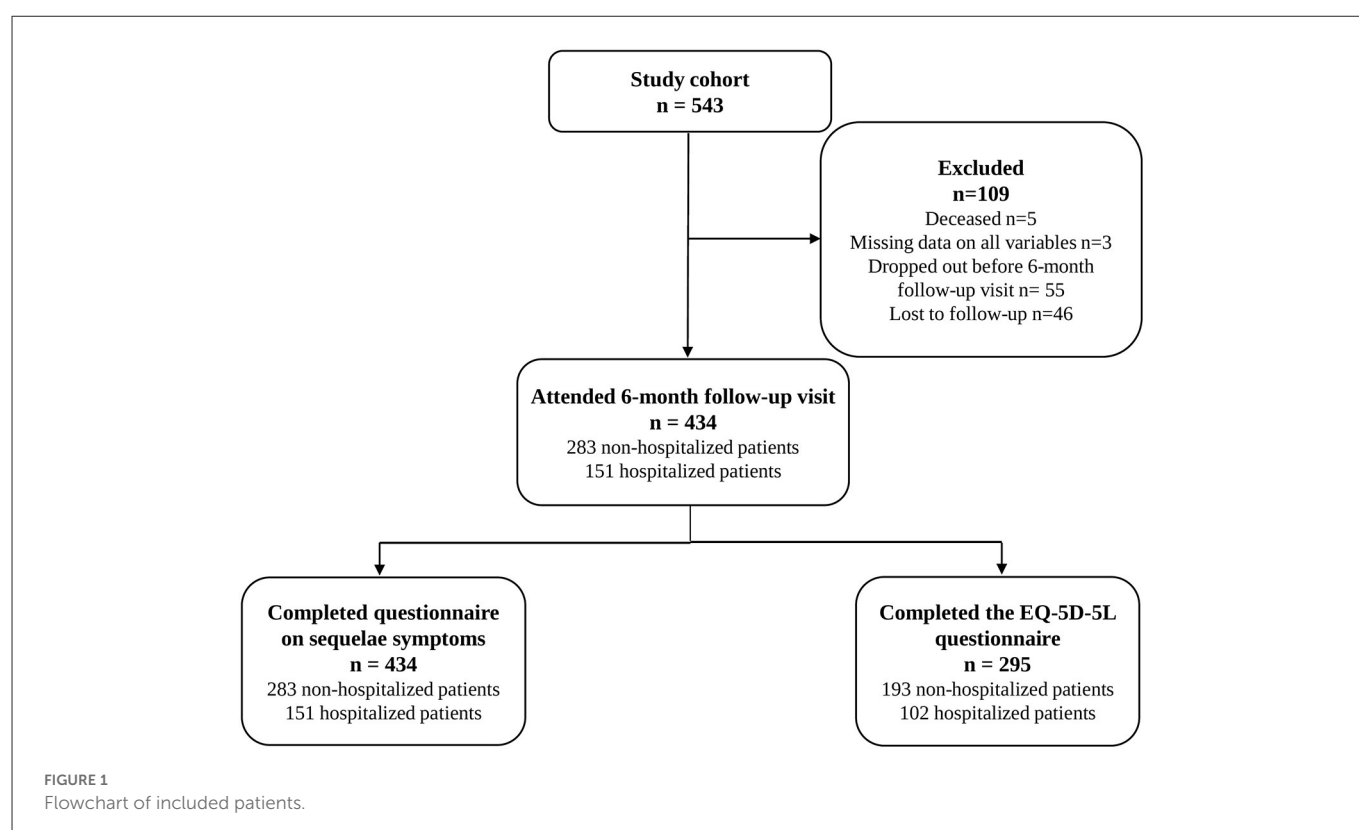 Study cohort
n = 543
Excluded
n=109
Deceased n=5
Missing data on all variables n=3
Dropped out before 6-month
follow-up visit n= 55
Lost to follow-up n=46
Attended 6-month follow-up visit
n = 434
283 non-hospitalized patients
151 hospitalized patients
Completed questionnaire
on sequelae symptoms
n = 434
283 non-hospitalized patients
151 hospitalized patients
Completed the EQ-5D-5L
questionnaire
n = 295
193 non-hospitalized patients
102 hospitalized patients
FIGURE 1
Flowchart of included patients.